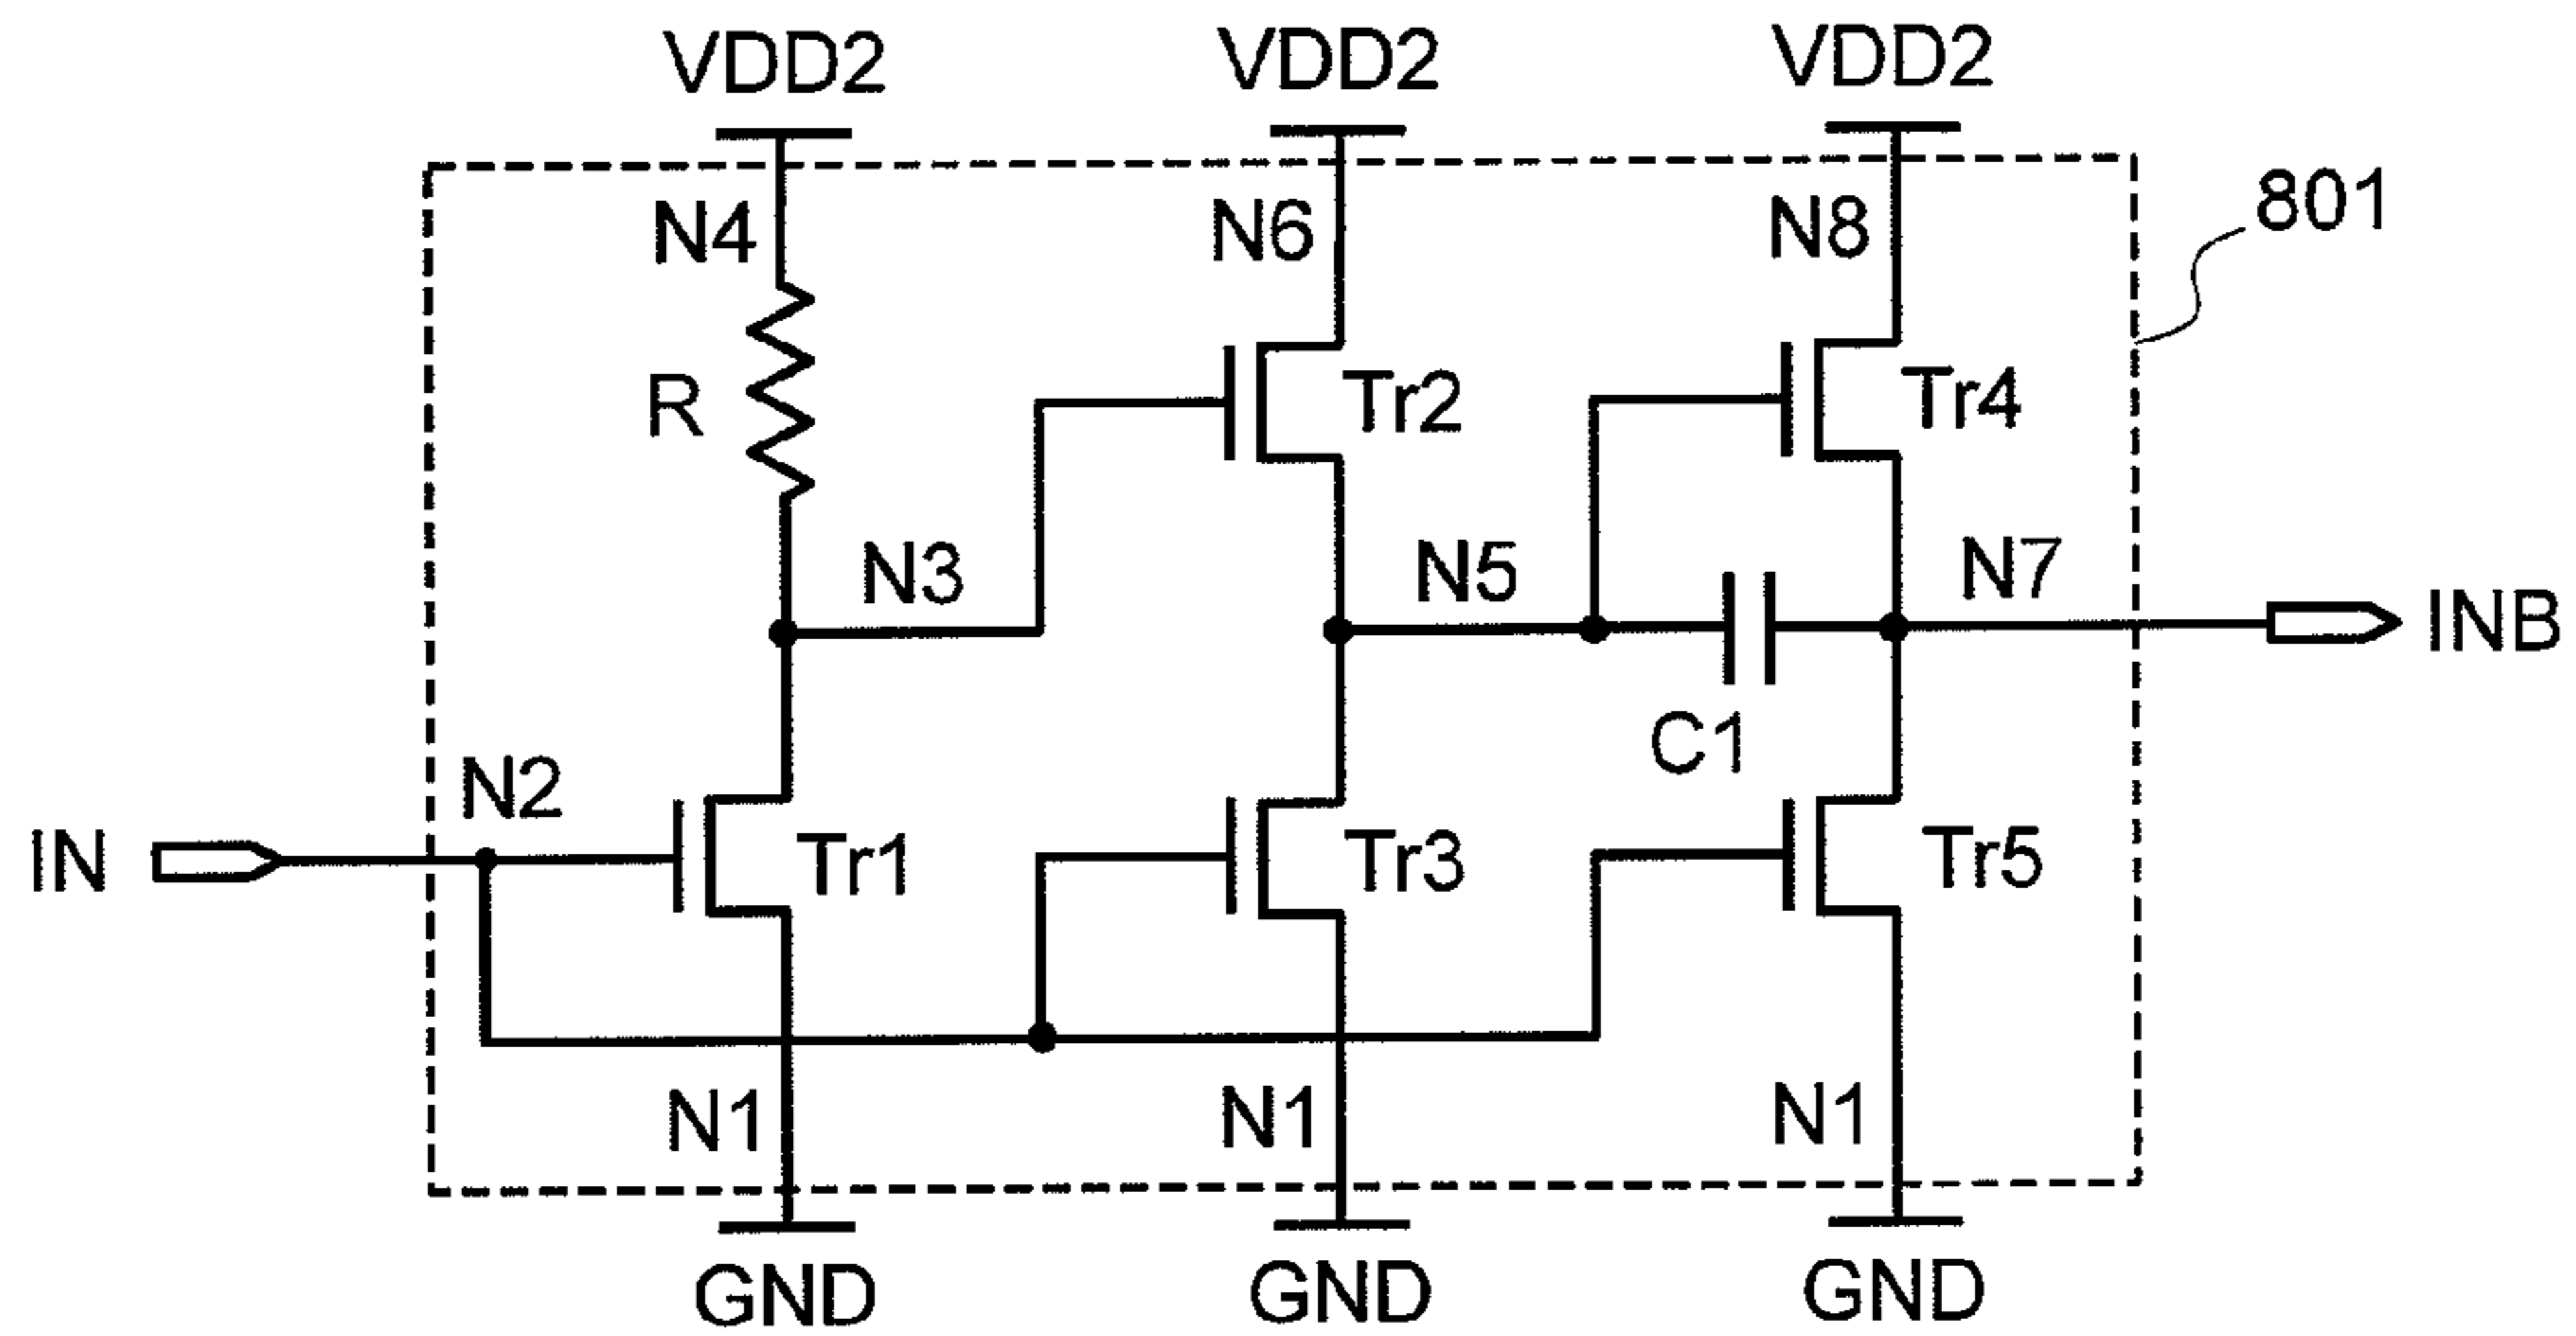 VDD2 VDD2 VDD2
801
N4 N6 N8
R Tr2 Tr4
N3 N5 N7
INB
C1
N2
IN Tr1 Tr3 Tr5
N1 N1 N1
GND GND GND